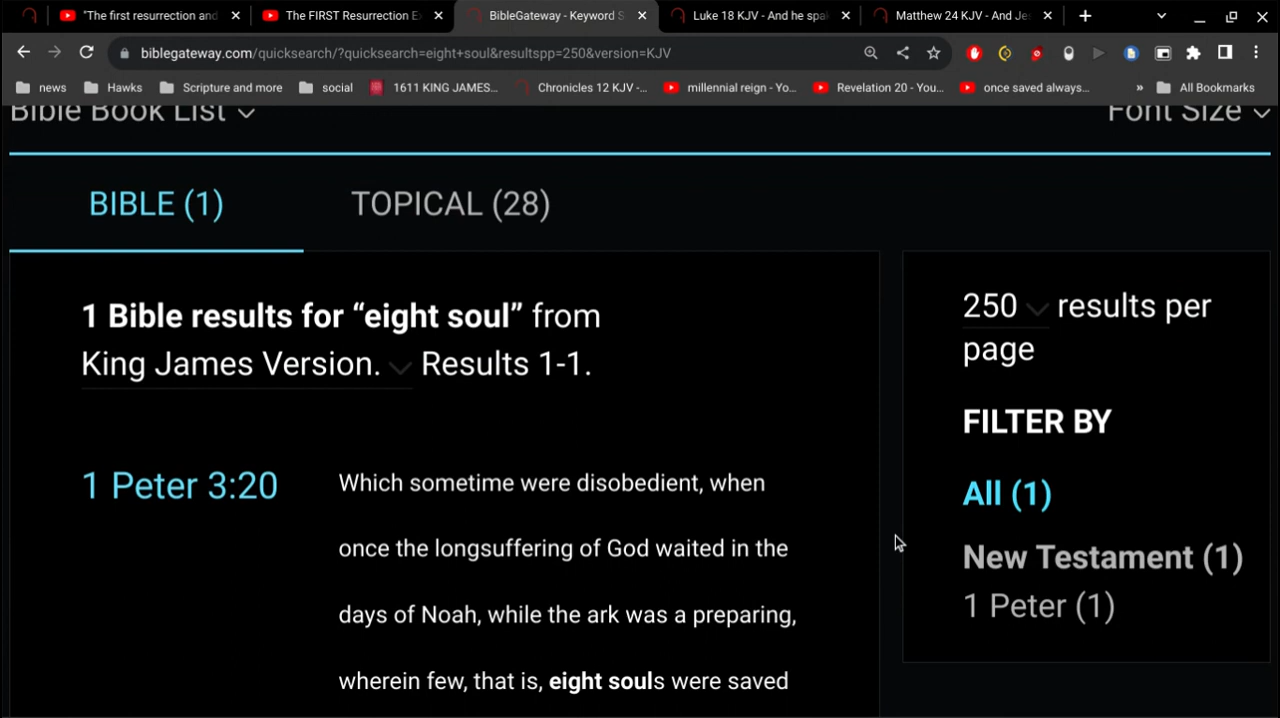 "The first resurrection and
The FIRST Resurrection E
BibleGateway - Keyword S
Luke 18 KJV - And he spa
Matthew 24 KJV - And Je
biblegateway.com/quicksearch/?quicksearch=eight+soul&resultspp=250&version=KJV
news
Hawks
Scripture and more
social
1611 KING JAMES...
Chronicles 12 KJV -...
millennial reign - Yo...
Revelation 20 - You...
once saved always...
»
All Bookmarks
Bible Book List
Font Size
BIBLE (1)
TOPICAL (28)
1 Bible results for “eight soul” from
King James Version. Results 1-1.
1 Peter 3:20
Which sometime were disobedient, when
once the longsuffering of God waited in the
days of Noah, while the ark was a preparing,
wherein few, that is, eight souls were saved
250 results per
page
FILTER BY
All (1)
New Testament (1)
1 Peter (1)